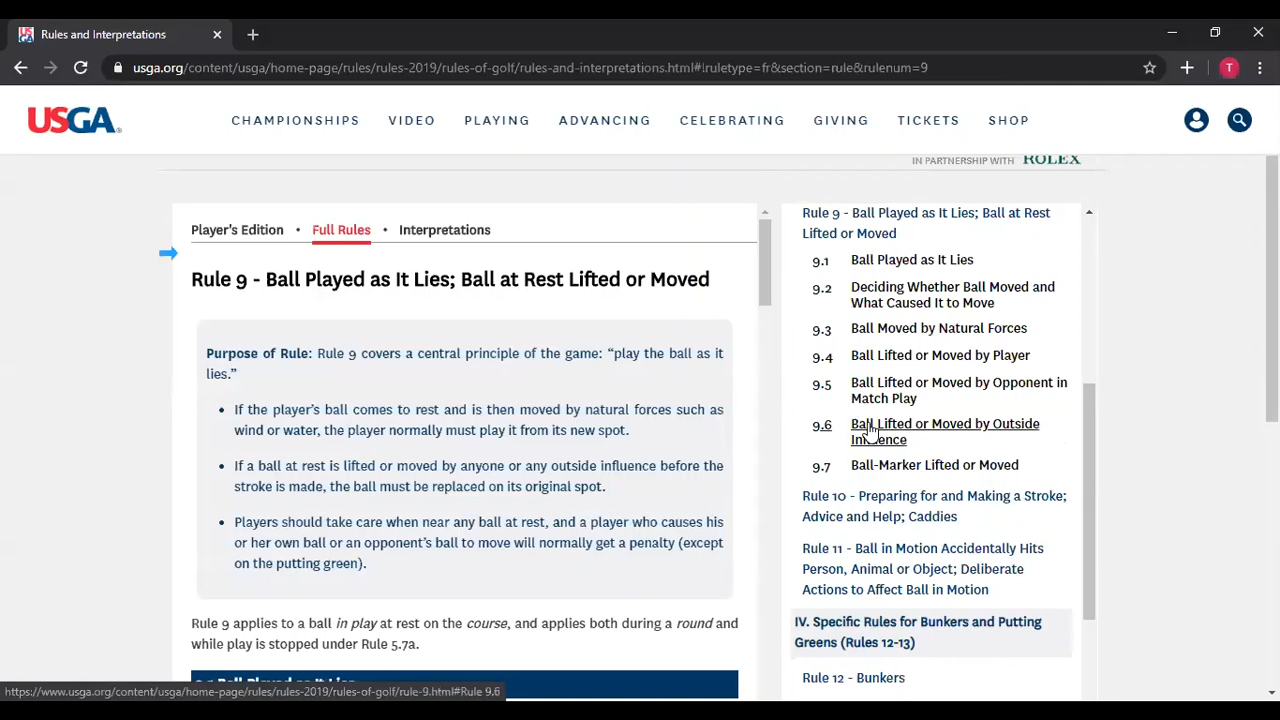 Rules and Interpretations
usga.org/content/usga/home-page/rules/rules-2019/rules-of-golf/rules-and-interpretations.html#!ruletype=fr&section=rule&rulenum=9
T
USGA
CHAMPIONSHIPS VIDEO PLAYING ADVANCING CELEBRATING GIVING TICKETS SHOP
IN PARTNERSHIP WITH ROLEX
Player's Edition • Full Rules • Interpretations
Rule 9 - Ball Played as It Lies; Ball at Rest Lifted or Moved
Purpose of Rule: Rule 9 covers a central principle of the game: “play the ball as it
lies.”
• If the player’s ball comes to rest and is then moved by natural forces such as
wind or water, the player normally must play it from its new spot.
• If a ball at rest is lifted or moved by anyone or any outside influence before the
stroke is made, the ball must be replaced on its original spot.
• Players should take care when near any ball at rest, and a player who causes his
or her own ball or an opponent’s ball to move will normally get a penalty (except
on the putting green).
Rule 9 applies to a ball in play at rest on the course, and applies both during a round and
while play is stopped under Rule 5.7a.
9.1 Ball Played as It Lies
Rule 9 - Ball Played as It Lies; Ball at Rest
Lifted or Moved
9.1 Ball Played as It Lies
9.2 Deciding Whether Ball Moved and
What Caused It to Move
9.3 Ball Moved by Natural Forces
9.4 Ball Lifted or Moved by Player
9.5 Ball Lifted or Moved by Opponent in
Match Play
9.6 Ball Lifted or Moved by Outside
Influence
9.7 Ball-Marker Lifted or Moved
Rule 10 - Preparing for and Making a Stroke;
Advice and Help; Caddies
Rule 11 - Ball in Motion Accidentally Hits
Person, Animal or Object; Deliberate
Actions to Affect Ball in Motion
IV. Specific Rules for Bunkers and Putting
Greens (Rules 12-13)
Rule 12 - Bunkers
https://www.usga.org/content/usga/home-page/rules/rules-2019/rules-of-golf/rule-9.html#Rule 9.6